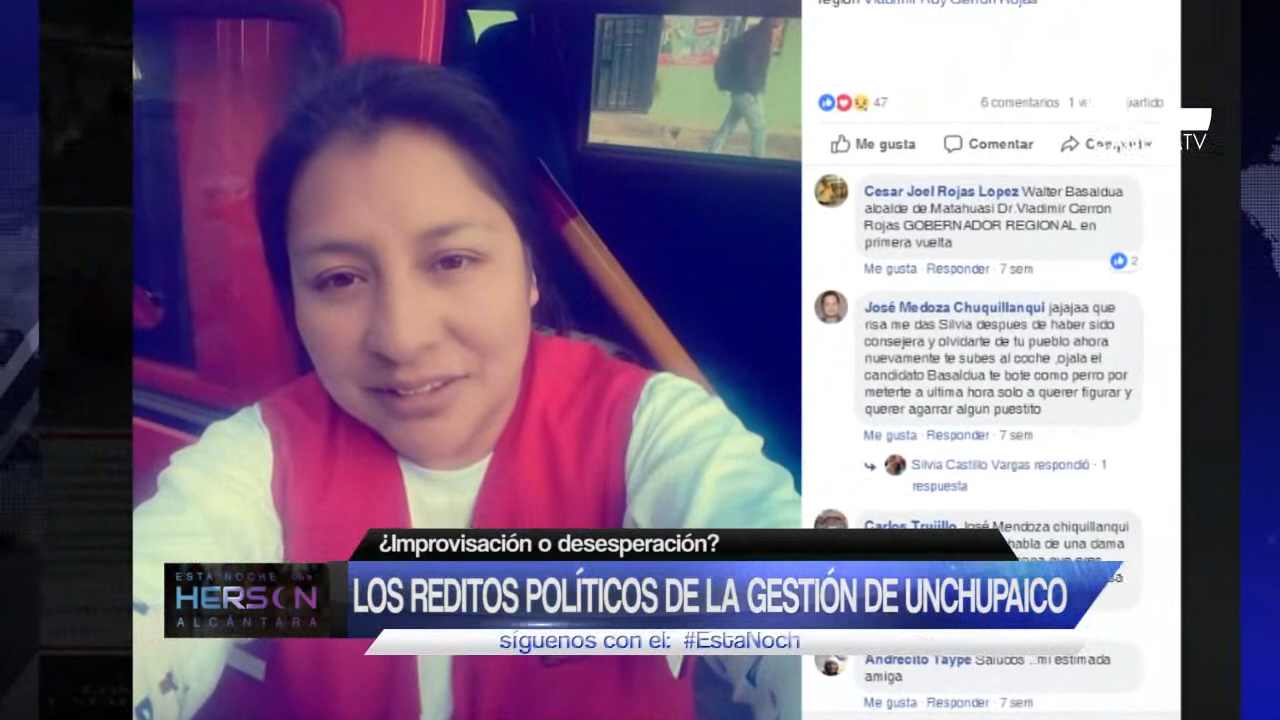 región Vladimir Roy Cerrón Rojas
47
6 comentarios 1
Me gusta
Comentar
TV
Cesar Joel Rojas Lopez Walter Basaldua
alcalde de Matahuasi Dr.Vladimir Cerron
Rojas GOBERNADOR REGIONAL en
primera vuelta
2
Me gusta · Responder · 7 sem
José Medoza Chuquillanqui jajajaa que
risa me das Silvia despues de haber sido
consejera y olvidarte de tu pueblo ahora
nuevamente te subes al coche ,ojala el
candidato Basaldua te bote como perro por
meterte a ultima hora solo a querer figurar y
querer agarrar algun puestito
Me gusta · Responder · 7 sem
Silvia Castillo Vargas respondió · 1
respuesta
Carlos Trujillo José Mendoza chiquillanqui
habla de una dama
¿Improvisación o desesperación?
ESTA NOCHE CON
HERSON
ALCÁNTARA
LOS REDITOS POLÍTICOS DE LA GESTIÓN DE UNCHUPAICO
síguenos con el: #EstaNoch
Andrecito Taype Saludos ..mi estimada
amiga
Me gusta · Responder · 7 sem